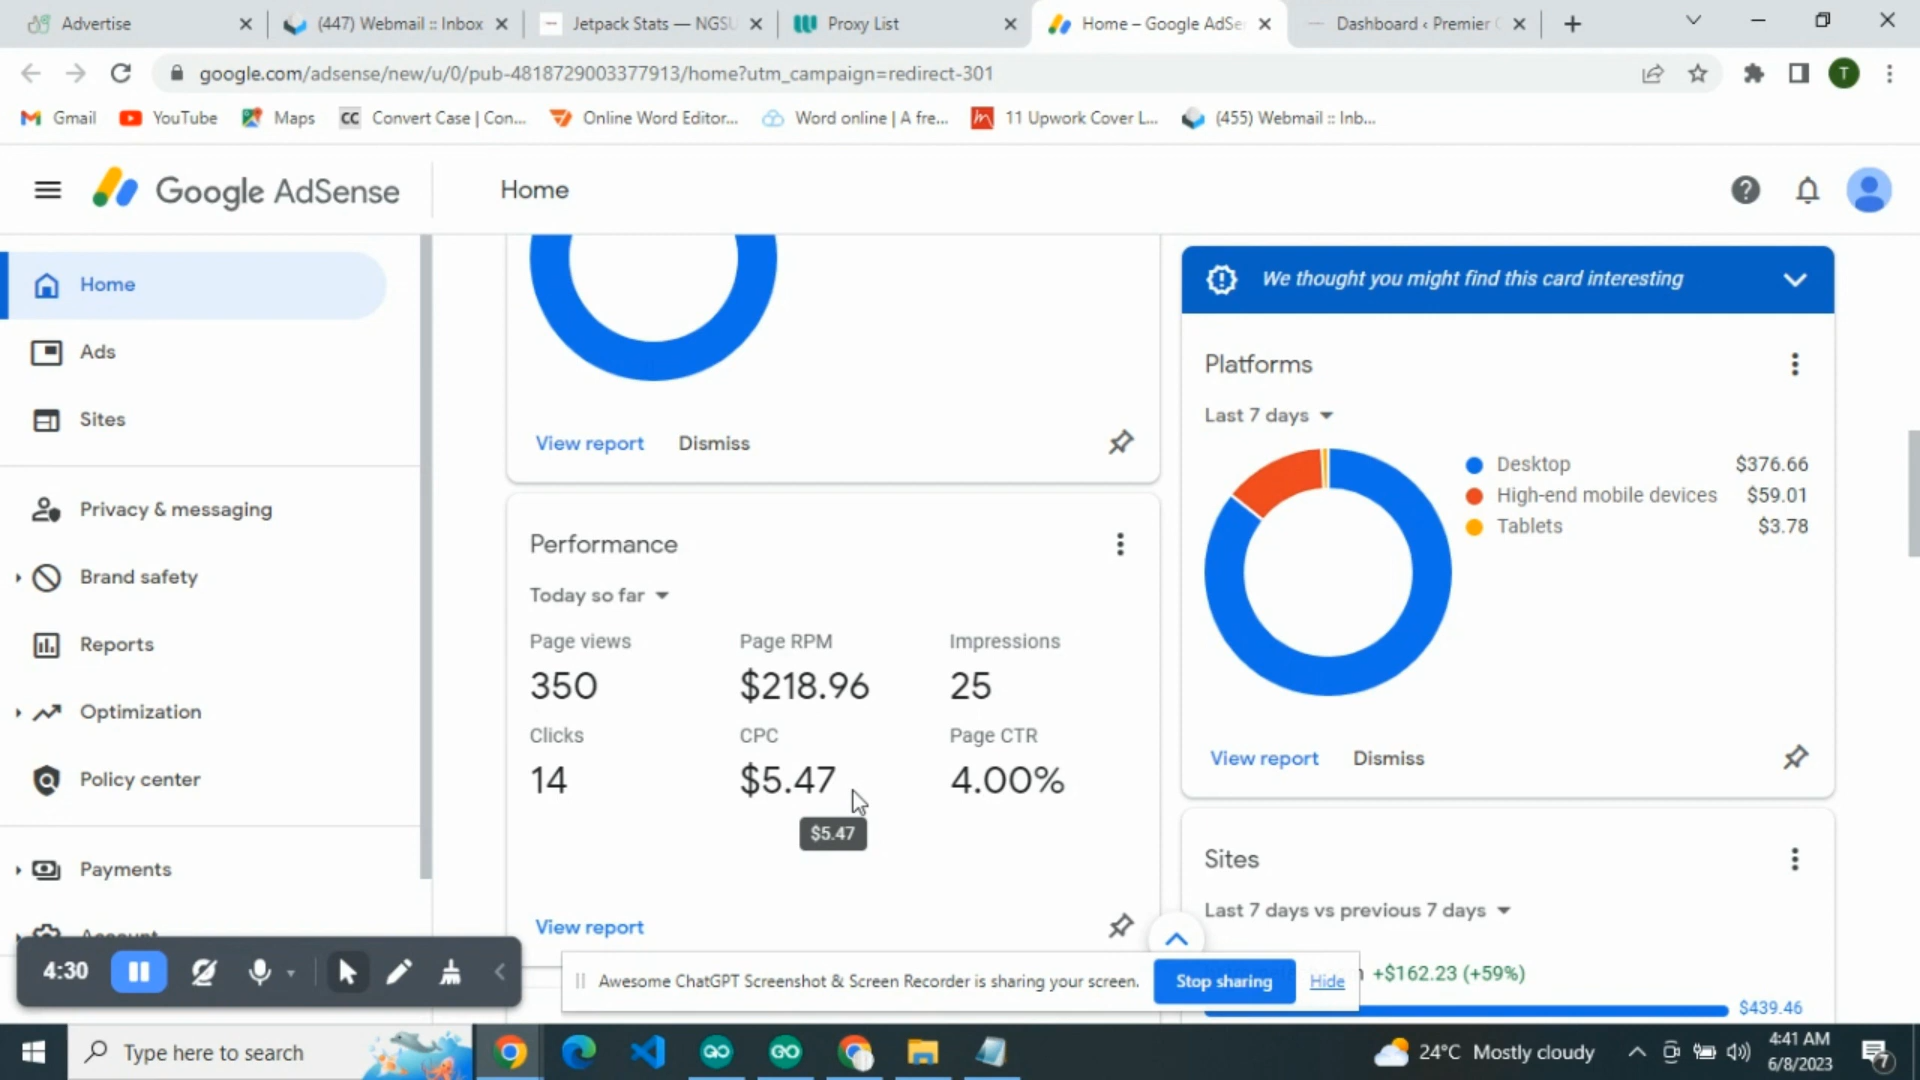 Advertise
(447) Webmail :: Inbox
Jetpack Stats — NGSU
Proxy List
Home – Google AdSe
Dashboard ‹ Premier
google.com/adsense/new/u/0/pub-4818729003377913/home?utm_campaign=redirect-301
T
Gmail
YouTube
Maps
CC Convert Case | Con...
Online Word Editor...
Word online | A fre...
11 Upwork Cover L...
(455) Webmail :: Inb...
Google AdSense
Home
Home
Ads
Sites
Privacy & messaging
Brand safety
Reports
Optimization
Policy center
Payments
View report
Dismiss
Performance
Today so far
Page views
Page RPM
Impressions
350
$218.96
25
Clicks
CPC
Page CTR
14
$5.47
4.00%
$5.47
View report
We thought you might find this card interesting
Platforms
Last 7 days
Desktop $376.66
High-end mobile devices $59.01
Tablets $3.78
View report
Dismiss
Sites
Last 7 days vs previous 7 days
+$162.23 (+59%)
$439.46
4:30
Awesome ChatGPT Screenshot & Screen Recorder is sharing your screen.
Stop sharing
Hide
Type here to search
24°C Mostly cloudy
4:41 AM
6/8/2023
7